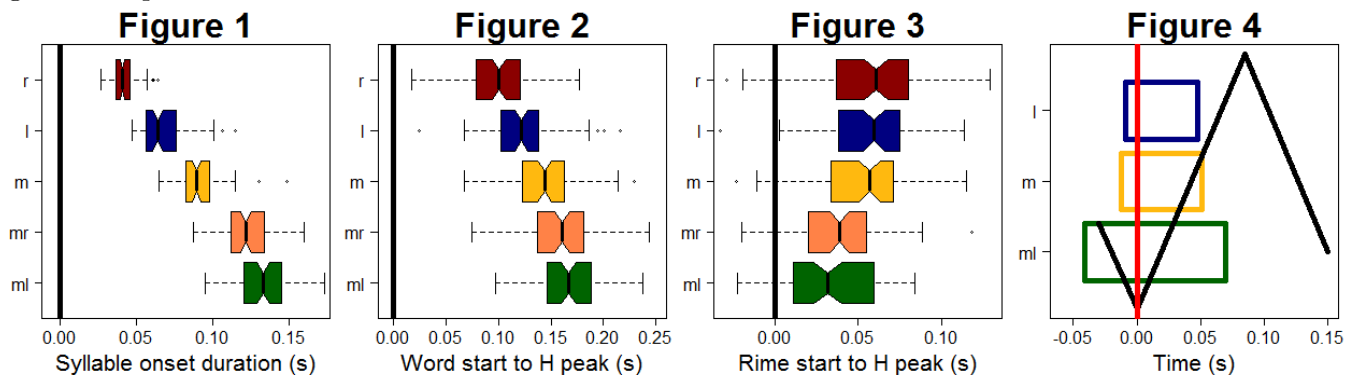 Figure 1
r
l
m
mr
ml
0.00 0.05 0.10 0.15
Syllable onset duration (s)
Figure 2
0.00 0.05 0.10 0.15 0.20 0.25
Word start to H peak (s)
Figure 3
r
l
m
mr
ml
0.00 0.05 0.10
Rime start to H peak (s)
Figure 4
l
m
ml
-0.05 0.00 0.05 0.10 0.15
Time (s)